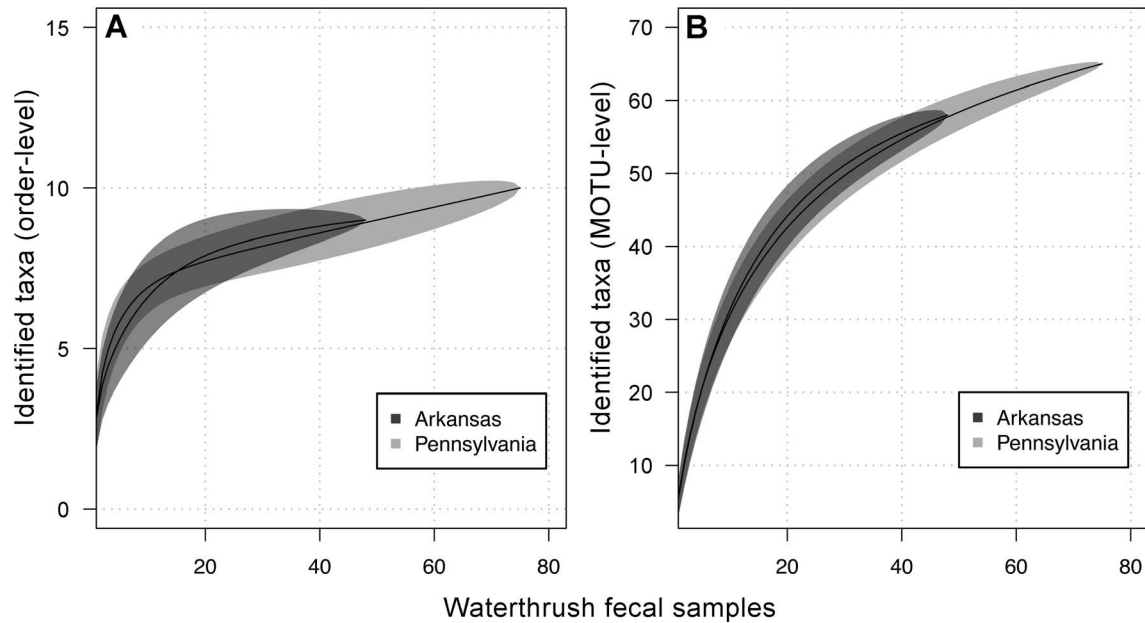 A
15
10
5
0
Identified taxa (order-level)
Arkansas
Pennsylvania
20 40 60 80
B
70
60
50
40
30
20
10
Identified taxa (MOTU-level)
Arkansas
Pennsylvania
20 40 60 80
Waterthrush fecal samples